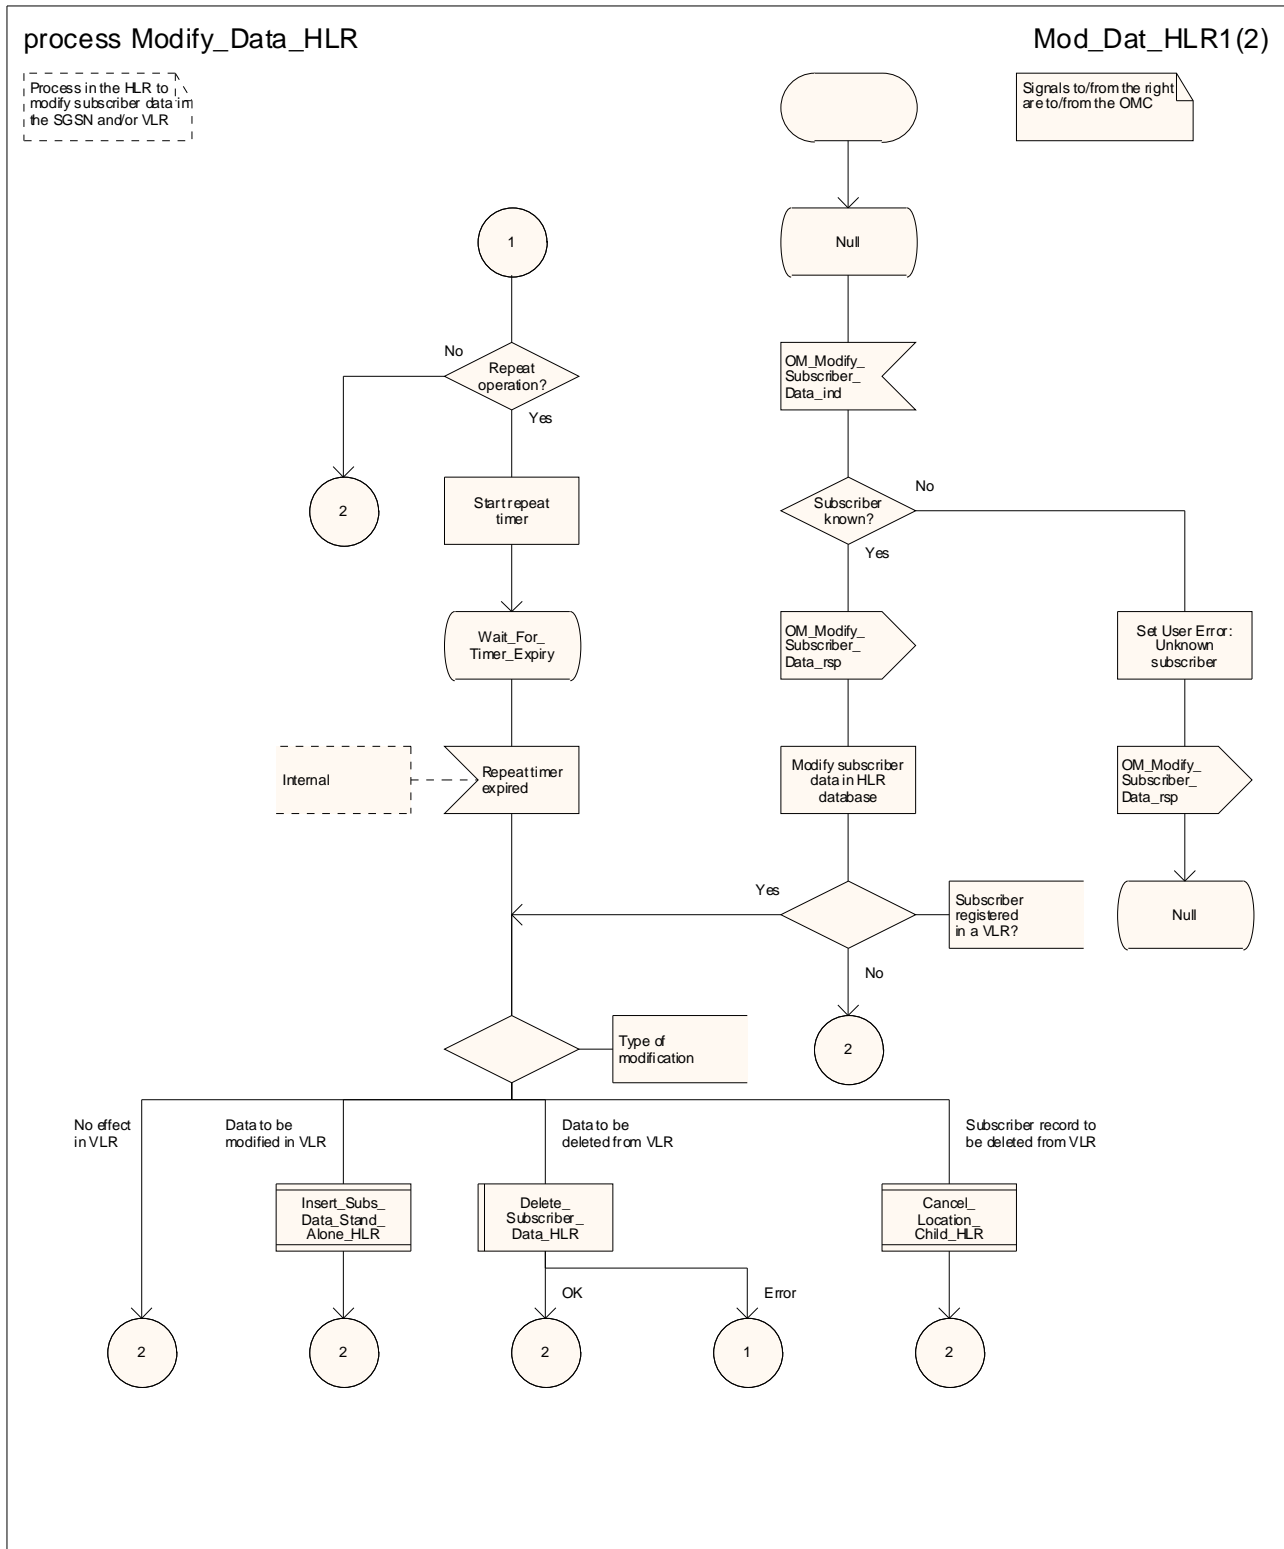 process Modify_Data_HLR
Mod_Dat_HLR1(2)
Process in the HLR to
modify subscriber data in
the SGSN and/or VLR
Signals to/from the right
are to/from the OMC
1
Null
No
Repeat
operation?
Yes
OM_Modify_
Subscriber_
Data_ind
2
Start repeat
timer
Subscriber
known?
No
Yes
Wait_For_
Timer_Expiry
OM_Modify_
Subscriber_
Data_rsp
Set User Error:
Unknown
subscriber
Internal
Repeat timer
expired
Modify subscriber
data in HLR
database
OM_Modify_
Subscriber_
Data_rsp
Yes
Subscriber
registered
in a VLR?
Null
No
Type of
modification
2
No effect
in VLR
Data to be
modified in VLR
Data to be
deleted from VLR
Subscriber record to
be deleted from VLR
Insert_Subs_
Data_Stand_
Alone_HLR
Delete_
Subscriber_
Data_HLR
Cancel_
Location_
Child_HLR
OK
Error
2
2
2
1
2